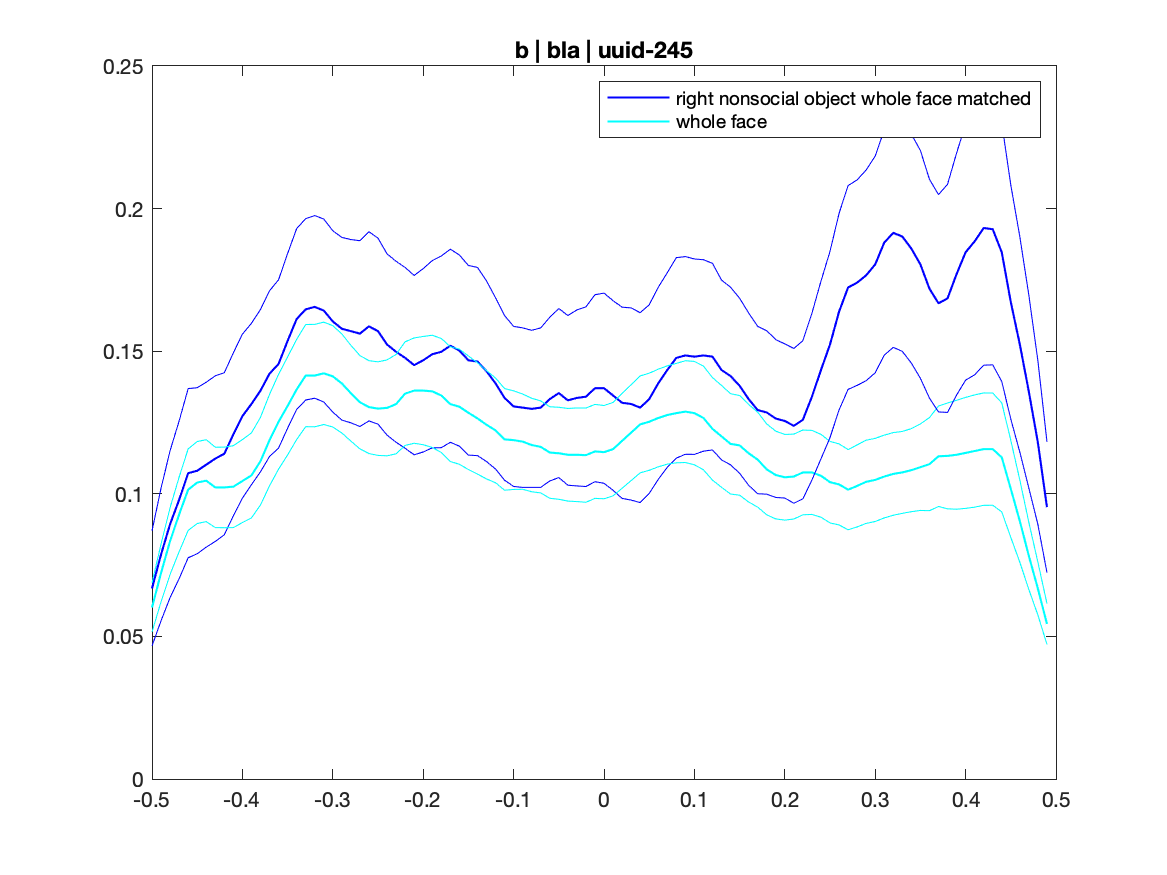 b | bla | uuid-245
right nonsocial object whole face matched
whole face
0.25
0.2
0.15
0.1
0.05
0
-0.5 -0.4 -0.3 -0.2 -0.1 0 0.1 0.2 0.3 0.4 0.5